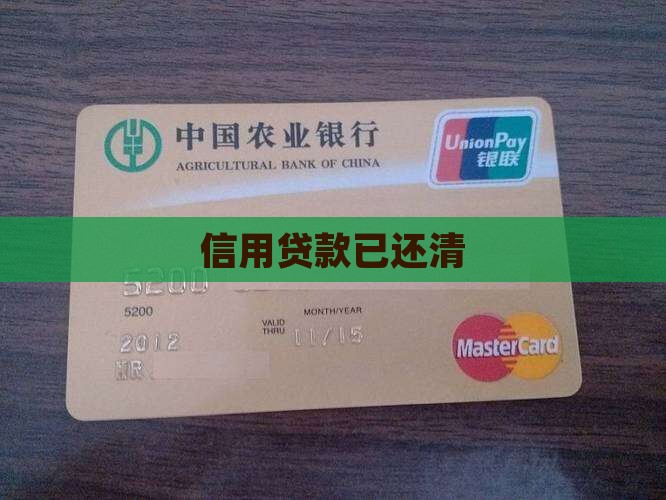 中国农业银行
AGRICULTURAL BANK OF CHINA
UnionPay
银联
信用贷款已还清
5200
5200
MONTH/YEAR
VALID
THRU
11/15
2012
MR.
MasterCard